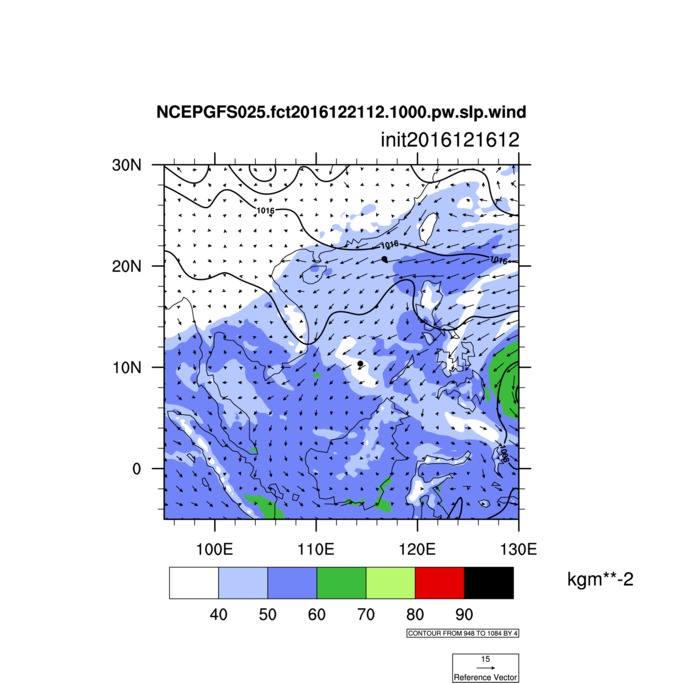 NCEPGFS025.fct2016122112.1000.pw.slp.wind
init2016121612
30N
1016
1016
1016
20N
10N
1008
0
100E 110E 120E 130E
kgm**-2
40 50 60 70 80 90
CONTOUR FROM 948 TO 1084 BY 4
15
Reference Vector